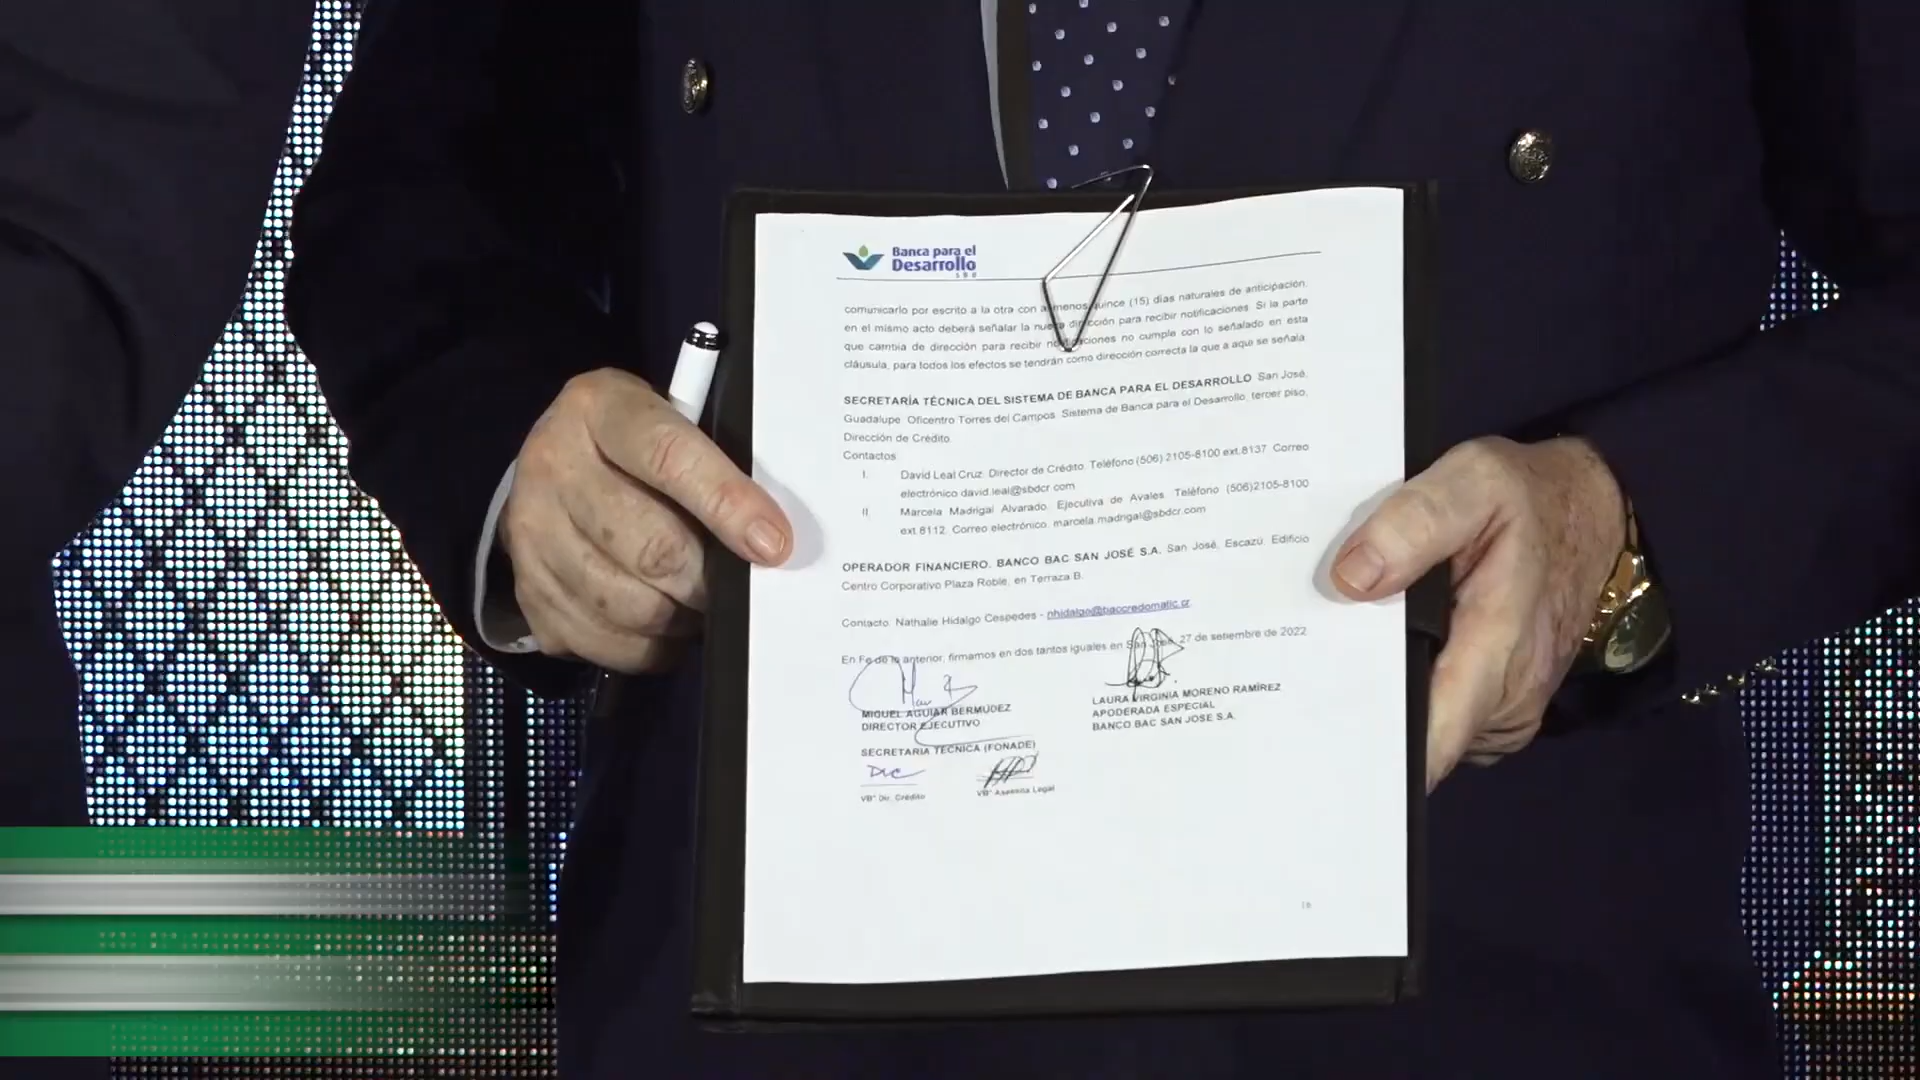 Banca para el
Desarrollo
SBD
comunicarlo por escrito a la otra con al menos quince (15) días naturales de anticipación,
en el mismo acto deberá señalar la nueva dirección para recibir notificaciones. Si la parte
que cambia de dirección para recibir notificaciones no cumple con lo señalado en esta
cláusula, para todos los efectos se tendrán como dirección correcta la que a aquí se señala.
SECRETARÍA TÉCNICA DEL SISTEMA DE BANCA PARA EL DESARROLLO San José,
Guadalupe. Oficentro Torres del Campos. Sistema de Banca para el Desarrollo, tercer piso,
Dirección de Crédito.
Contactos
I. David Leal Cruz. Director de Crédito. Teléfono (506) 2105-8100 ext.8137. Correo
electrónico david.leal@sbdcr.com
II. Marcela Madrigal Alvarado. Ejecutiva de Avales. Teléfono (506)2105-8100
ext.8112. Correo electrónico. marcela.madrigal@sbdcr.com
OPERADOR FINANCIERO. BANCO BAC SAN JOSÉ S.A. San José, Escazú. Edificio
Centro Corporativo Plaza Roble, en Terraza B.
Contacto. Nathalie Hidalgo Cespedes - nhidalgo@baccredomatic.cr
En Fe de lo anterior, firmamos en dos tantos iguales en San José, 27 de setiembre de 2022
MIGUEL AGUIAR BERMÚDEZ
DIRECTOR EJECUTIVO
SECRETARIA TECNICA (FONADE)
LAURA VIRGINIA MORENO RAMÍREZ
APODERADA ESPECIAL
BANCO BAC SAN JOSE S.A.
DLC
VB° Dir. Crédito
VB° Asesoría Legal
16